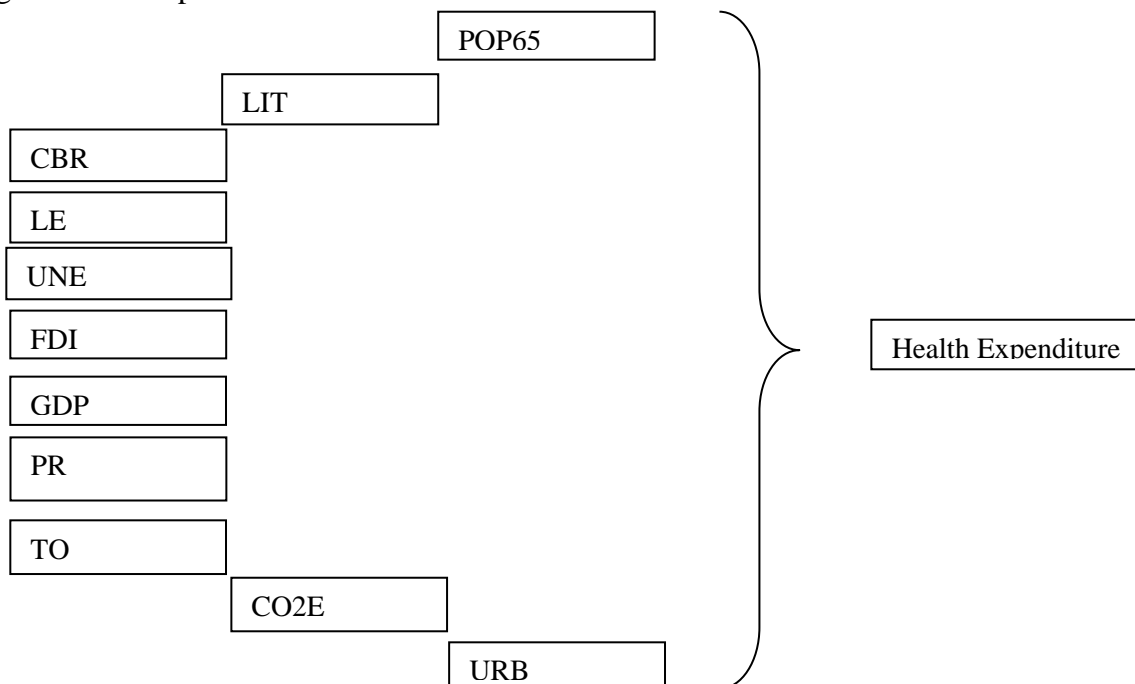 POP65
LIT
CBR
LE
UNE
FDI
Health Expenditure
GDP
PR
TO
CO2E
URB